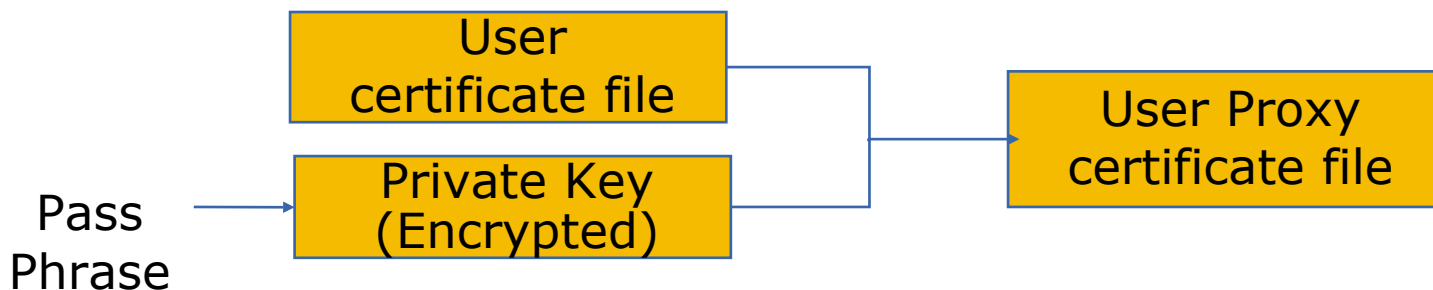 User
certificate file
Pass
Phrase
Private Key
(Encrypted)
User Proxy
certificate file